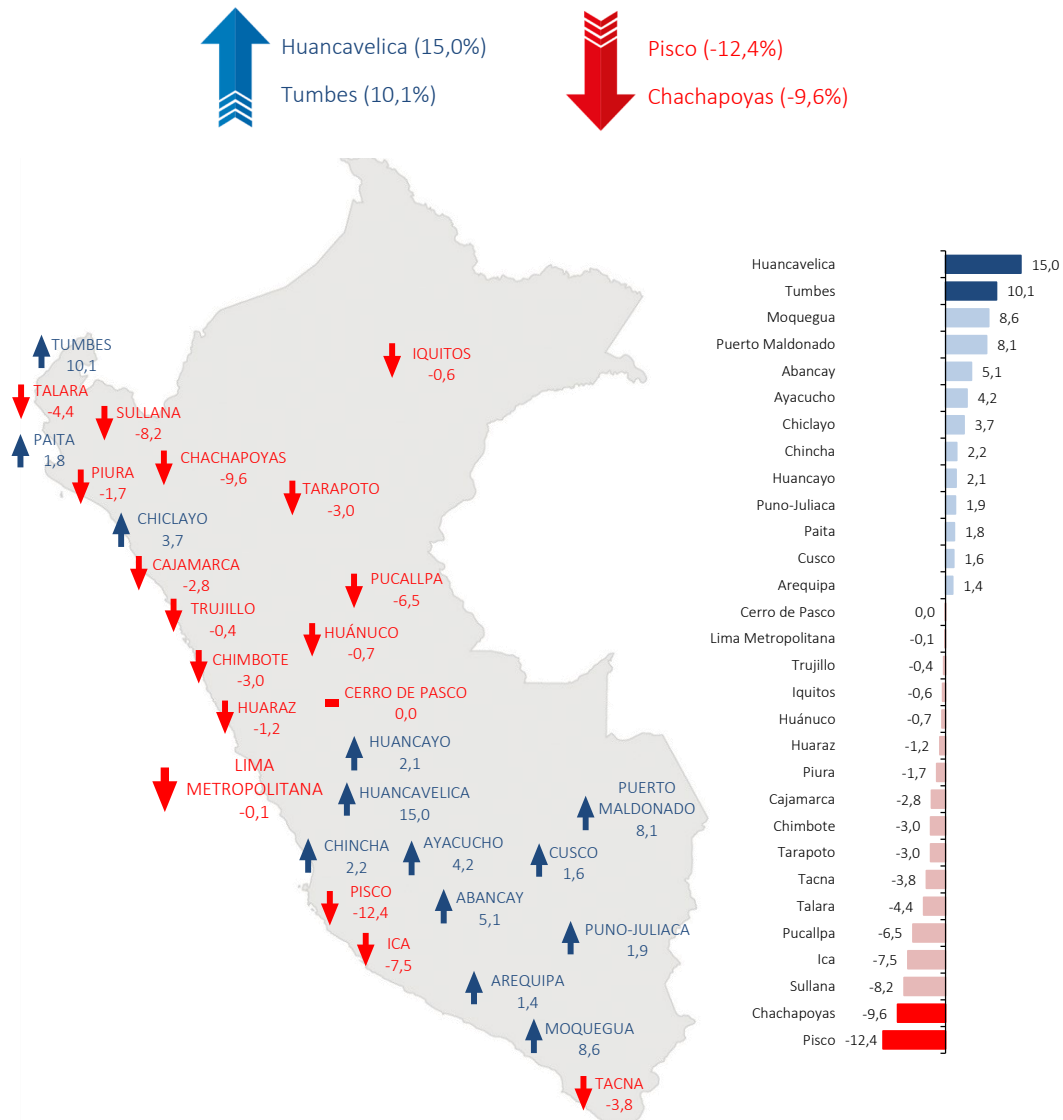 Huancavelica (15,0%)
Tumbes (10,1%)
Pisco (-12,4%)
Chachapoyas (-9,6%)
TUMBES
10,1
TALARA
-4,4
SULLANA
-8,2
PAITA
1,8
PIURA
-1,7
CHACHAPOYAS
-9,6
IQUITOS
-0,6
TARAPOTO
-3,0
CHICLAYO
3,7
CAJAMARCA
-2,8
PUCALLPA
-6,5
TRUJILLO
-0,4
HUÁNUCO
-0,7
CHIMBOTE
-3,0
CERRO DE PASCO
0,0
HUARAZ
-1,2
HUANCAYO
2,1
LIMA
METROPOLITANA
-0,1
HUANCAVELICA
15,0
PUERTO
MALDONADO
8,1
CHINCHA
2,2
AYACUCHO
4,2
CUSCO
1,6
PISCO
-12,4
ABANCAY
5,1
ICA
-7,5
PUNO-JULIACA
1,9
AREQUIPA
1,4
MOQUEGUA
8,6
TACNA
-3,8
Huancavelica 15,0
Tumbes 10,1
Moquegua 8,6
Puerto Maldonado 8,1
Abancay 5,1
Ayacucho 4,2
Chiclayo 3,7
Chincha 2,2
Huancayo 2,1
Puno-Juliaca 1,9
Paita 1,8
Cusco 1,6
Arequipa 1,4
Cerro de Pasco 0,0
Lima Metropolitana -0,1
Trujillo -0,4
Iquitos -0,6
Huánuco -0,7
Huaraz -1,2
Piura -1,7
Cajamarca -2,8
Chimbote -3,0
Tarapoto -3,0
Tacna -3,8
Talara -4,4
Pucallpa -6,5
Ica -7,5
Sullana -8,2
Chachapoyas -9,6
Pisco -12,4